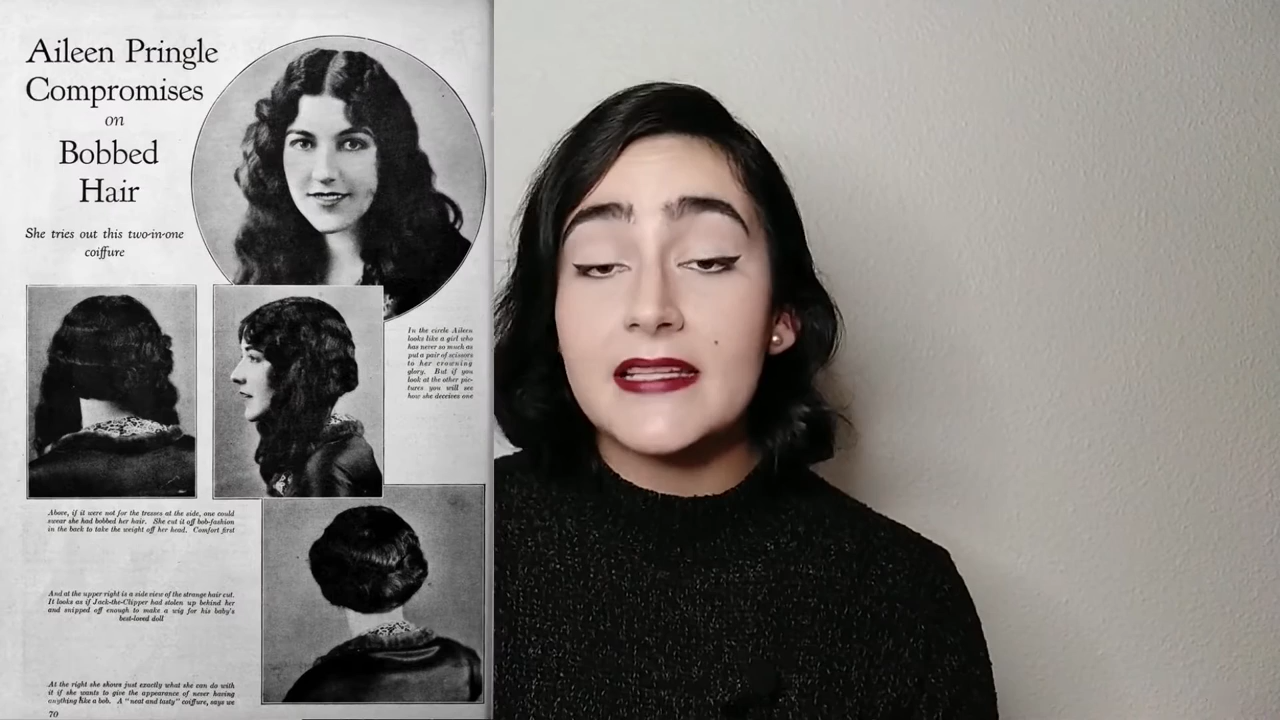 Aileen Pringle
Compromises
on
Bobbed
Hair
She tries out this two-in-one
coiffure
In the circle Aileen
looks like a girl who
has never so much as
put a pair of scissors
to her crowning
glory. But if you
look at the other pic-
tures you will see
how she deceives one
Above, if it were not for the tresses at the side, one could
swear she had bobbed her hair. She cut it off bob-fashion
in the back to take the weight off her head. Comfort first
And at the upper right is a side view of the strange hair cut.
It looks as if Jack-the-Clipper had stolen up behind her
and snipped off enough to make a wig for his baby's
best-loved doll
At the right she shows just exactly what she can do with
it if she wants to give the appearance of never having
anything like a bob. A "neat and tasty" coiffure, says we
70